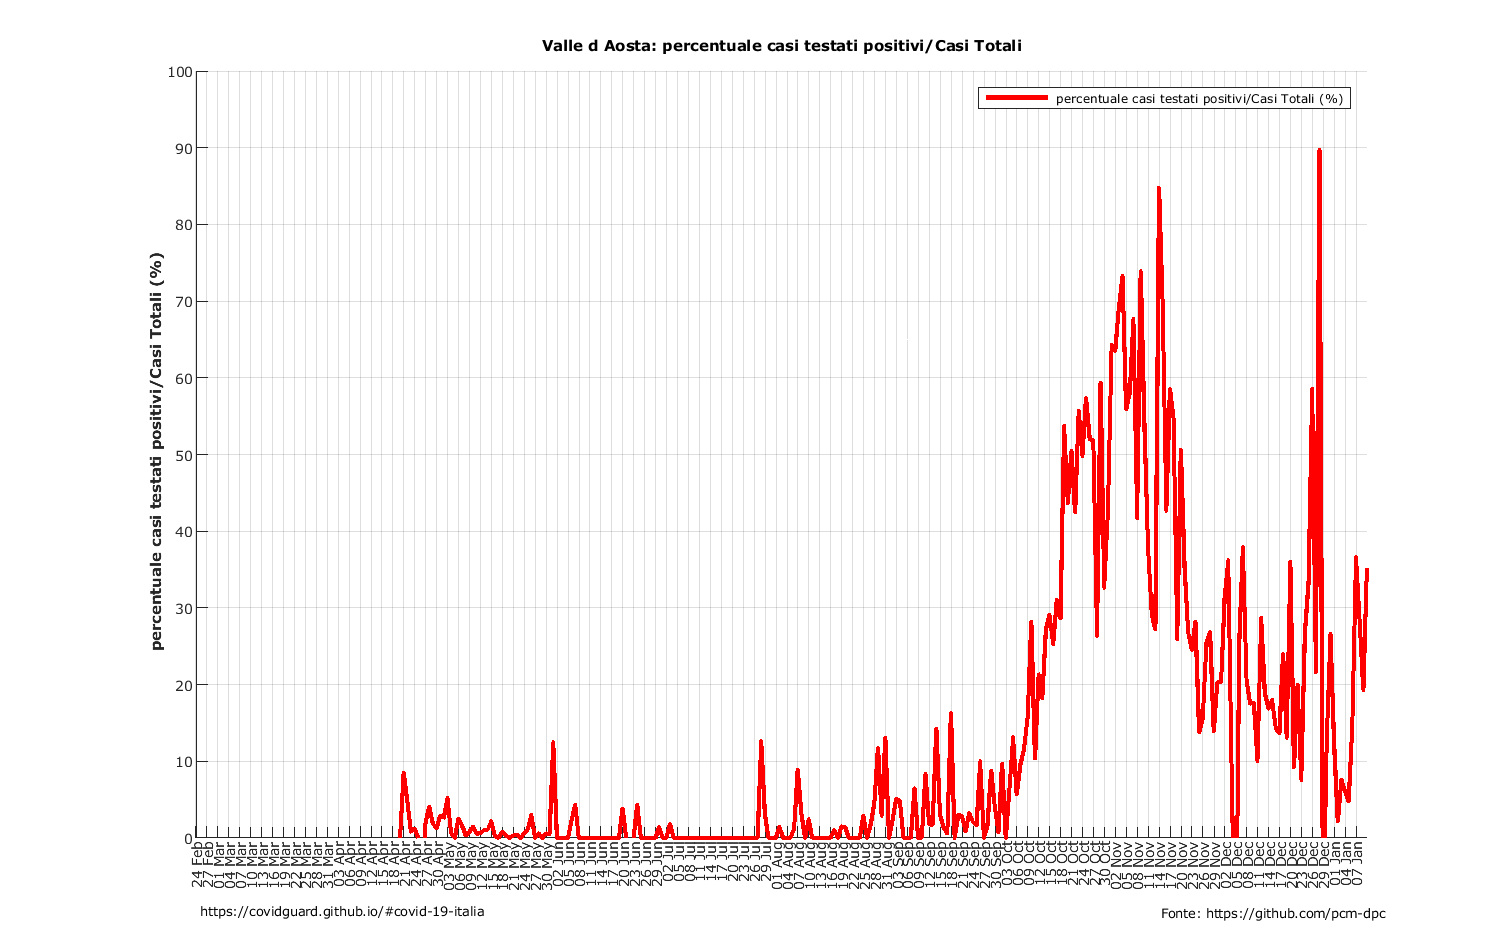 Valle d Aosta: percentuale casi testati positivi/Casi Totali
percentuale casi testati positivi/Casi Totali (%)
percentuale casi testati positivi/Casi Totali (%)
100
90
80
70
60
50
40
30
20
10
0
24 Feb
27 Feb
01 Mar
04 Mar
07 Mar
10 Mar
13 Mar
16 Mar
19 Mar
22 Mar
25 Mar
28 Mar
31 Mar
03 Apr
06 Apr
09 Apr
12 Apr
15 Apr
18 Apr
21 Apr
24 Apr
27 Apr
30 Apr
03 May
06 May
09 May
12 May
15 May
18 May
21 May
24 May
27 May
30 May
02 Jun
05 Jun
08 Jun
11 Jun
14 Jun
17 Jun
20 Jun
23 Jun
26 Jun
29 Jun
02 Jul
05 Jul
08 Jul
11 Jul
14 Jul
17 Jul
20 Jul
23 Jul
26 Jul
29 Jul
01 Aug
04 Aug
07 Aug
10 Aug
13 Aug
16 Aug
19 Aug
22 Aug
25 Aug
28 Aug
31 Aug
03 Sep
06 Sep
09 Sep
12 Sep
15 Sep
18 Sep
21 Sep
24 Sep
27 Sep
30 Sep
03 Oct
06 Oct
09 Oct
12 Oct
15 Oct
18 Oct
21 Oct
24 Oct
27 Oct
30 Oct
02 Nov
05 Nov
08 Nov
11 Nov
14 Nov
17 Nov
20 Nov
23 Nov
26 Nov
29 Nov
02 Dec
05 Dec
08 Dec
11 Dec
14 Dec
17 Dec
20 Dec
23 Dec
26 Dec
29 Dec
01 Jan
04 Jan
07 Jan
https://covidguard.github.io/#covid-19-italia
Fonte: https://github.com/pcm-dpc